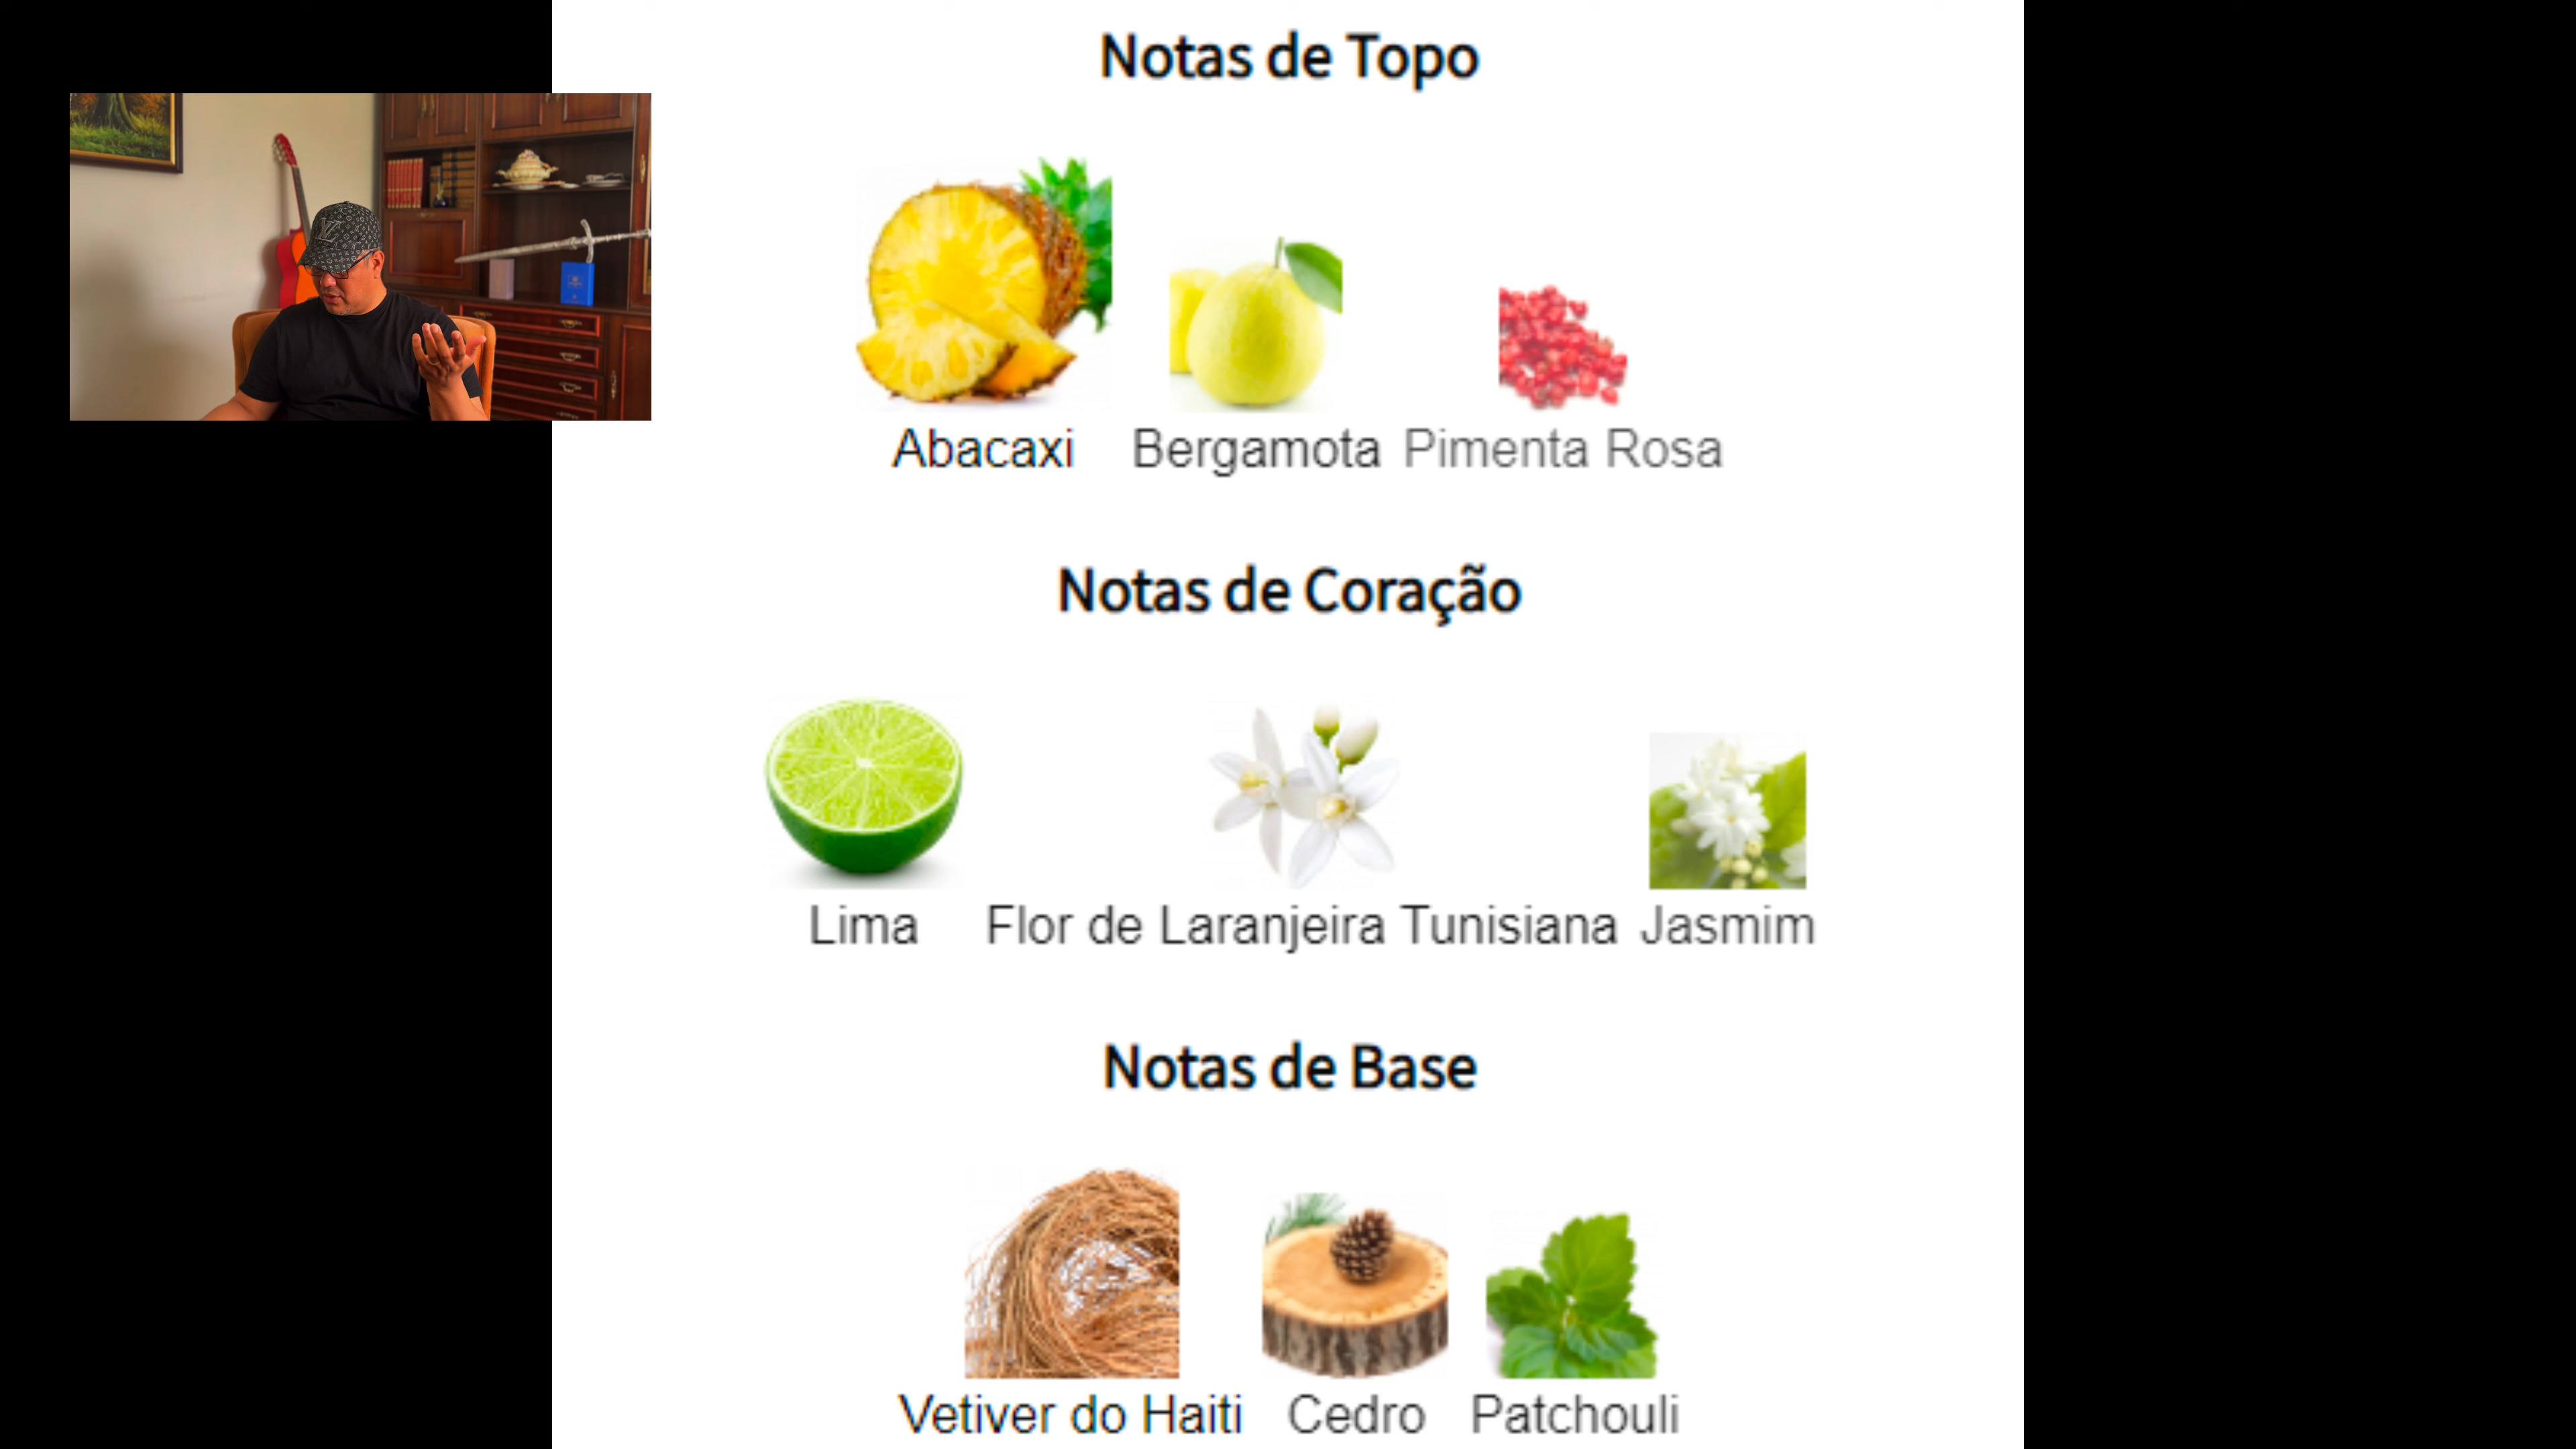 Notas de Topo
Abacaxi Bergamota Pimenta Rosa
Notas de Coração
Lima Flor de Laranjeira Tunisiana Jasmim
Notas de Base
Vetiver do Haiti Cedro Patchouli